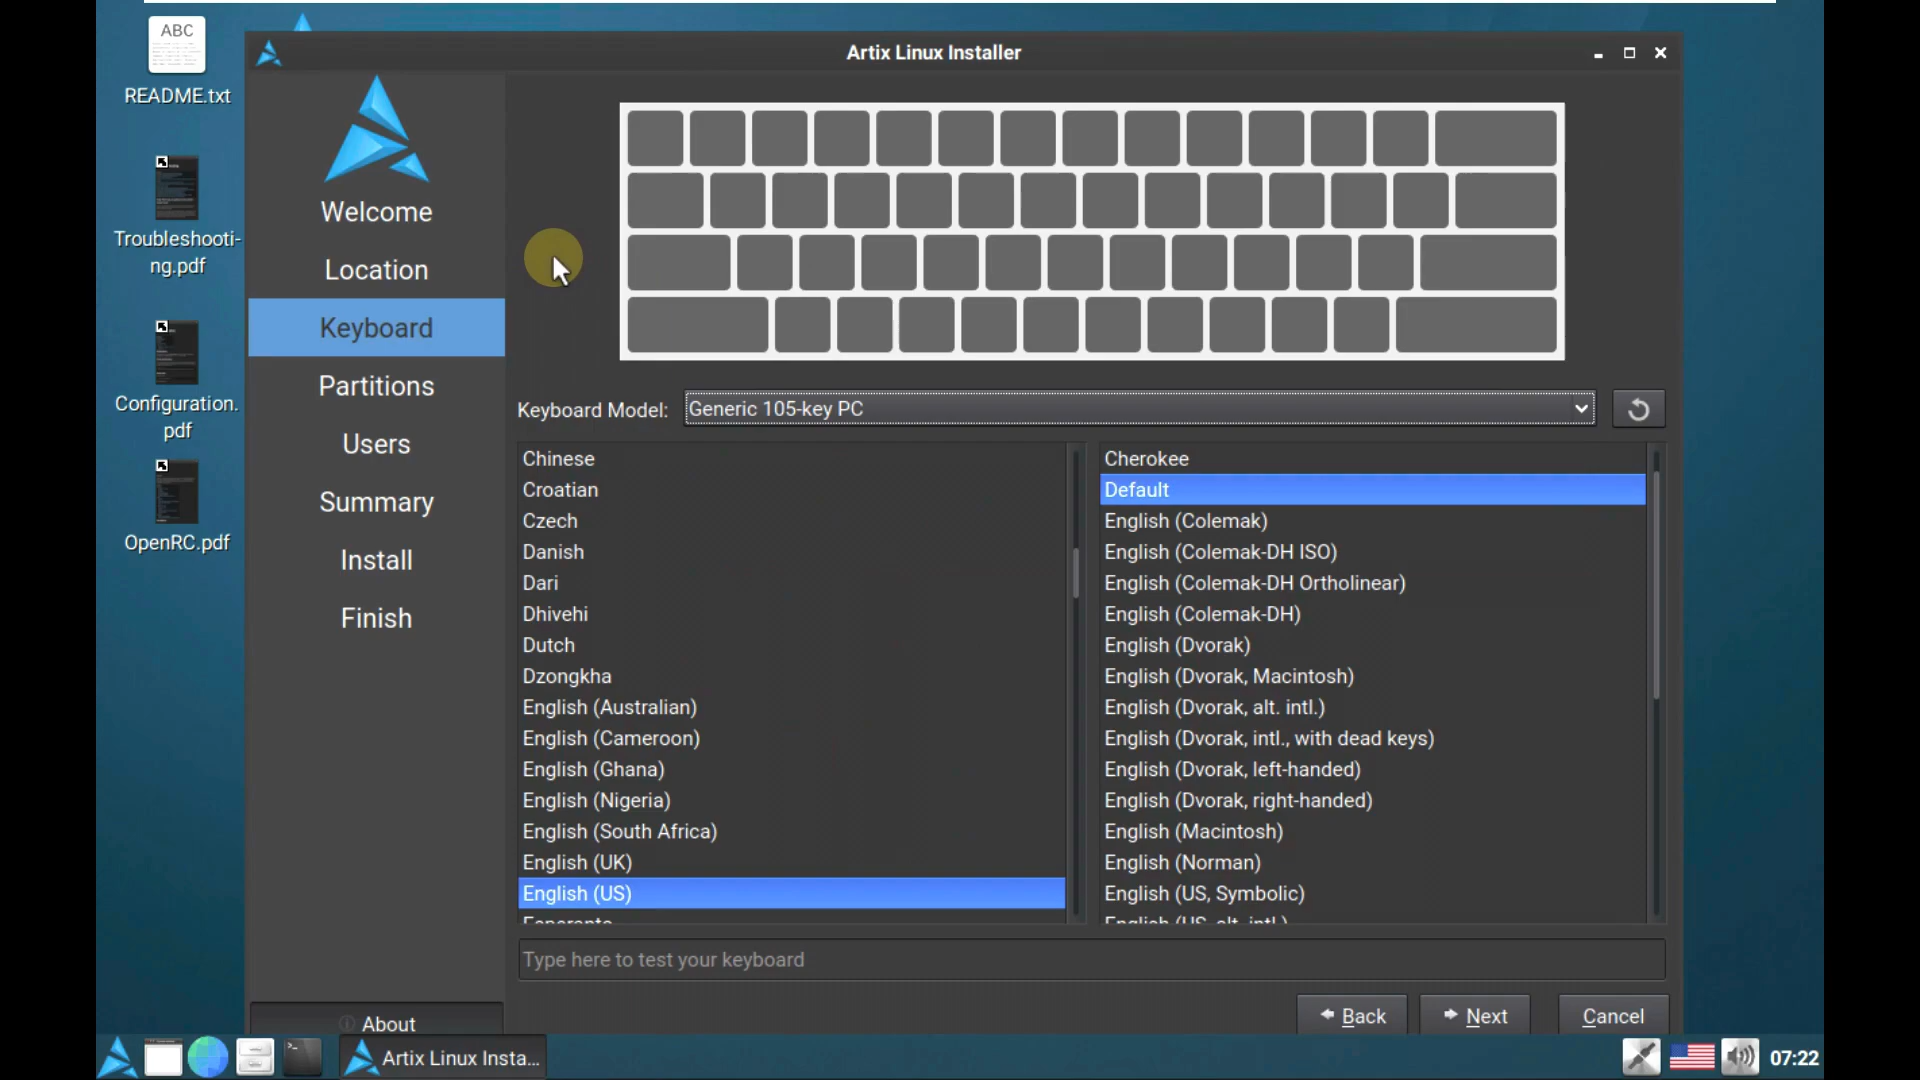 ABC
README.txt
Troubleshooti-
ng.pdf
Configuration.
pdf
OpenRC.pdf
Artix Linux Installer
Welcome
Location
Keyboard
Partitions
Users
Summary
Install
Finish
About
Keyboard Model: Generic 105-key PC
Chinese
Croatian
Czech
Danish
Dari
Dhivehi
Dutch
Dzongkha
English (Australian)
English (Cameroon)
English (Ghana)
English (Nigeria)
English (South Africa)
English (UK)
English (US)
Esperanto
Cherokee
Default
English (Colemak)
English (Colemak-DH ISO)
English (Colemak-DH Ortholinear)
English (Colemak-DH)
English (Dvorak)
English (Dvorak, Macintosh)
English (Dvorak, alt. intl.)
English (Dvorak, intl., with dead keys)
English (Dvorak, left-handed)
English (Dvorak, right-handed)
English (Macintosh)
English (Norman)
English (US, Symbolic)
English (US, alt. intl.)
Type here to test your keyboard
Back
Next
Cancel
Artix Linux Insta...
07:22